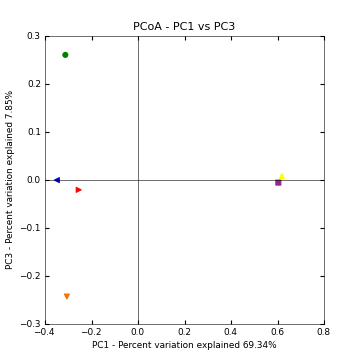 PCoA - PC1 vs PC3
0.3
0.2
0.1
0.0
−0.1
−0.2
−0.3
PC3 - Percent variation explained 7.85%
−0.4 −0.2 0.0 0.2 0.4 0.6 0.8
PC1 - Percent variation explained 69.34%